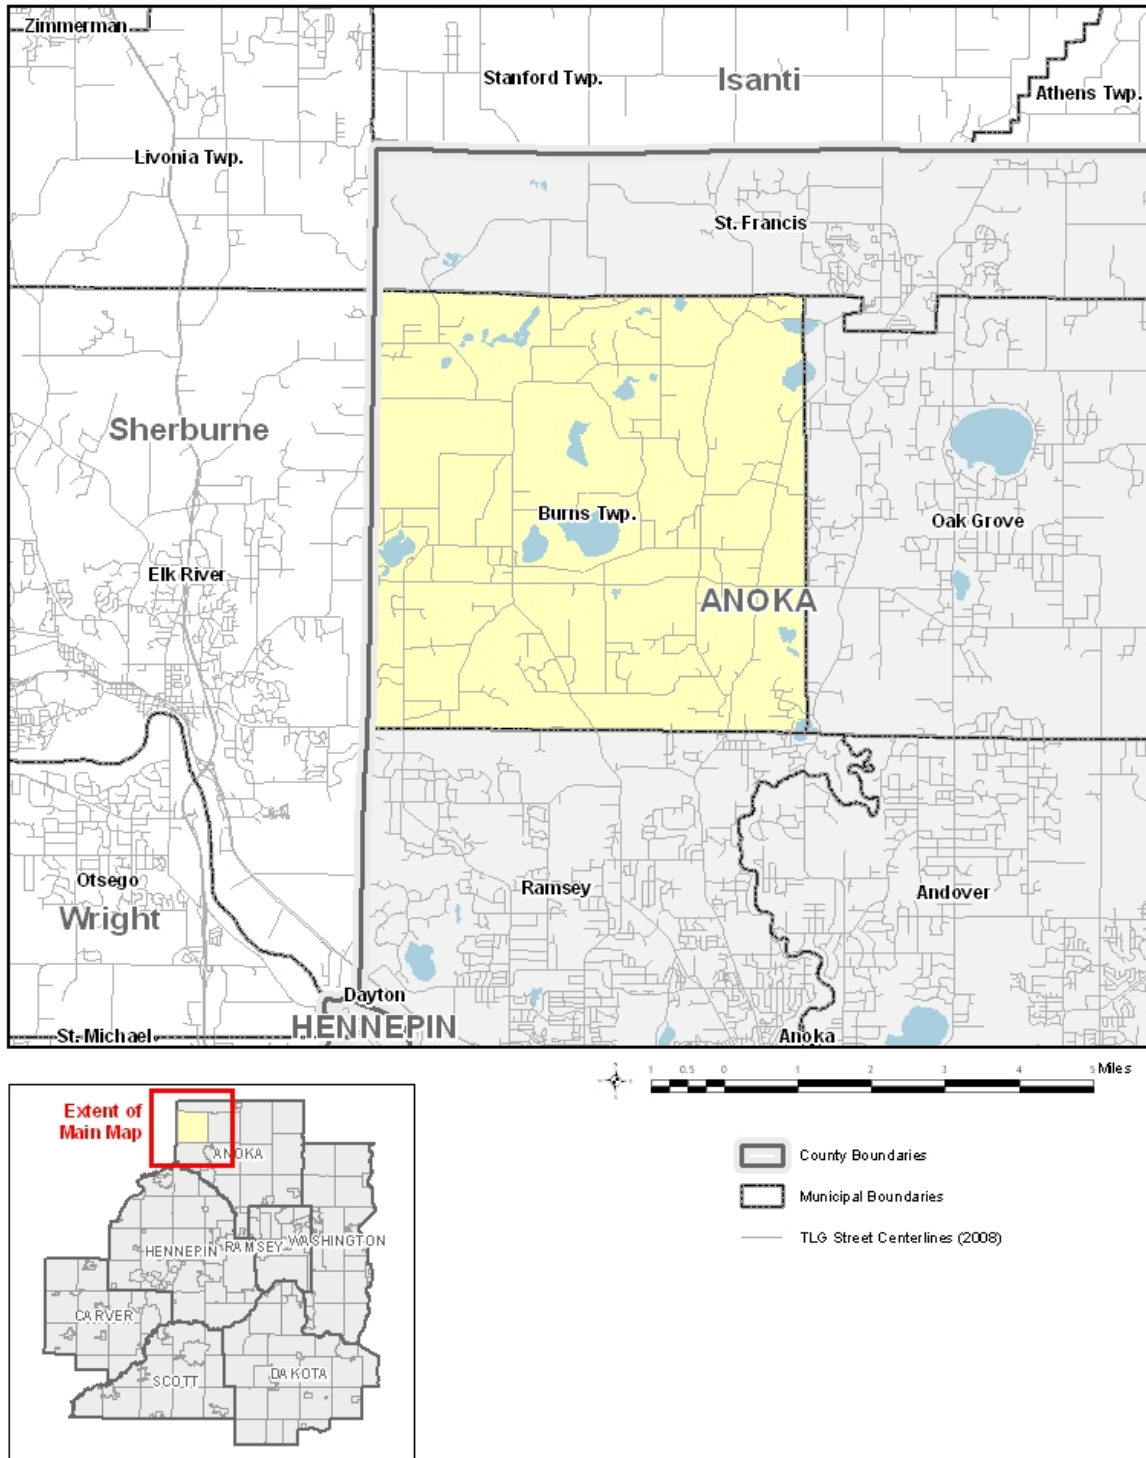 Zimmerman
Stanford Twp.
Isanti
Athens Twp.
Livonia Twp.
St. Francis
Sherburne
Burns Twp.
Oak Grove
Elk River
ANOKA
Otsego
Ramsey
Andover
Wright
Dayton
HENNEPIN
St. Michael
Anoka
1 0.5 0 1 2 3 4 5 Miles
Extent of
Main Map
ANOKA
County Boundaries
Municipal Boundaries
TLG Street Centerlines (2008)
HENNEPIN
RAMSEY
WASHINGTON
CARVER
SCOTT
DAKOTA